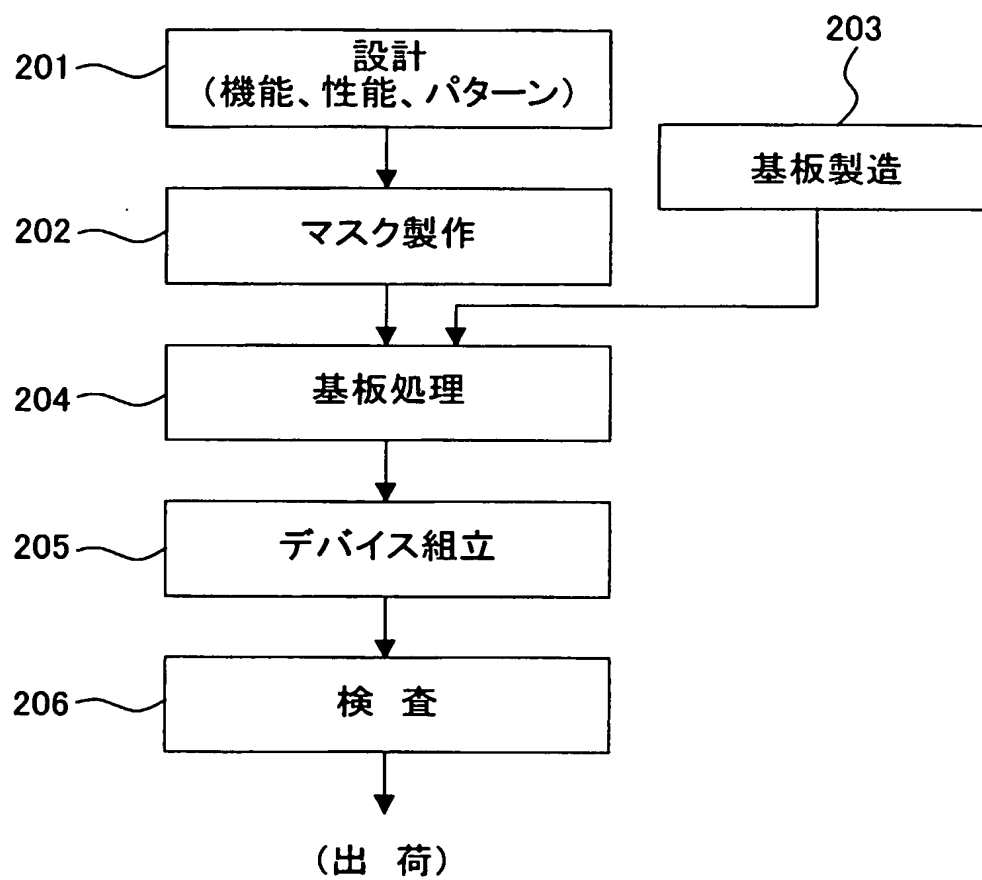 201
設計
(機能、性能、パターン)
203
基板製造
202
マスク製作
204
基板処理
205
デバイス組立
206
検 査
(出 荷)